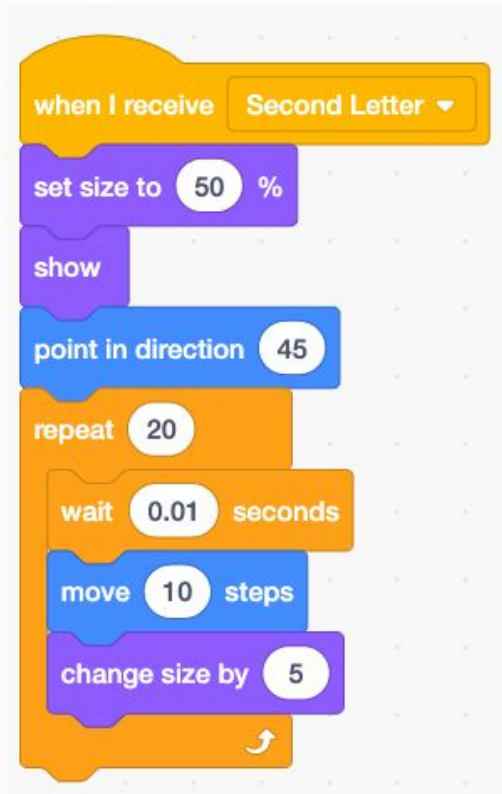 when I receive Second Letter
set size to 50 %
show
point in direction 45
repeat 20
wait 0.01 seconds
move 10 steps
change size by 5